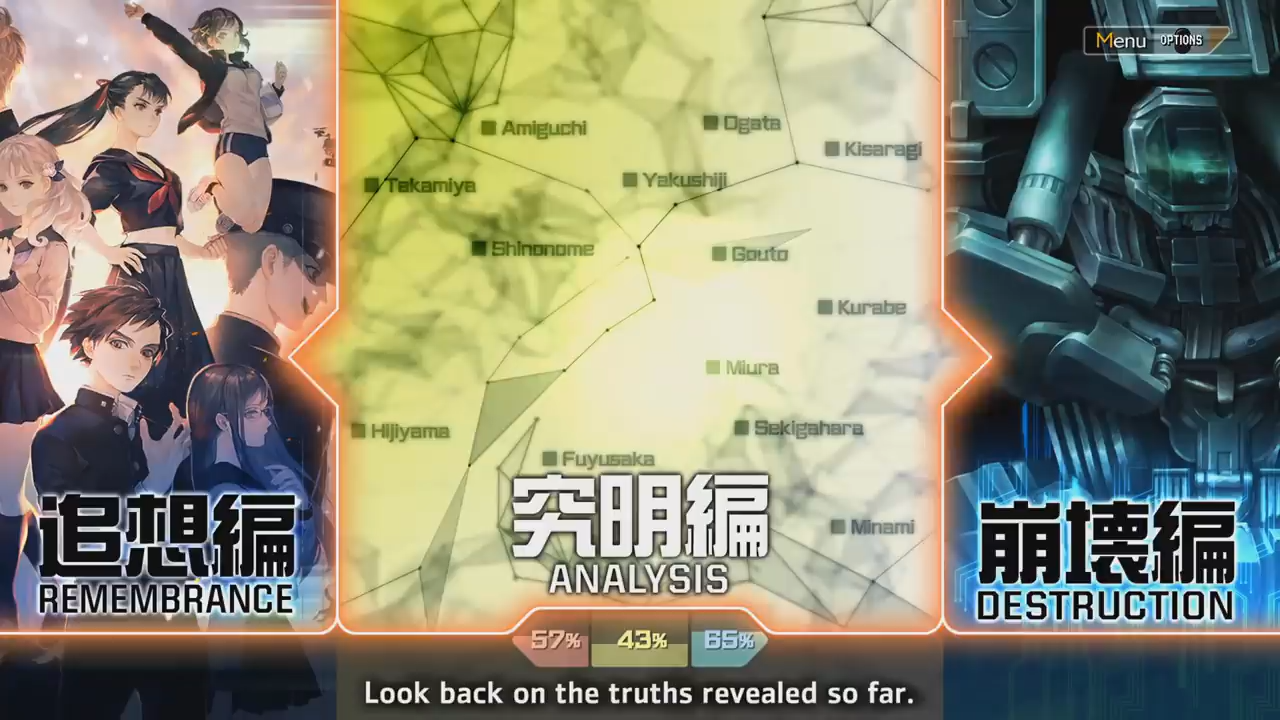 Menu OPTIONS
Amiguchi
Ogata
Kisaragi
Takamiya
Yakushiji
Shinonome
Gouto
Kurabe
Miura
Hijiyama
Sekigahara
Fuyusaka
Minami
追想編
REMEMBRANCE
究明編
ANALYSIS
崩壊編
DESTRUCTION
57% 43% 65%
Look back on the truths revealed so far.